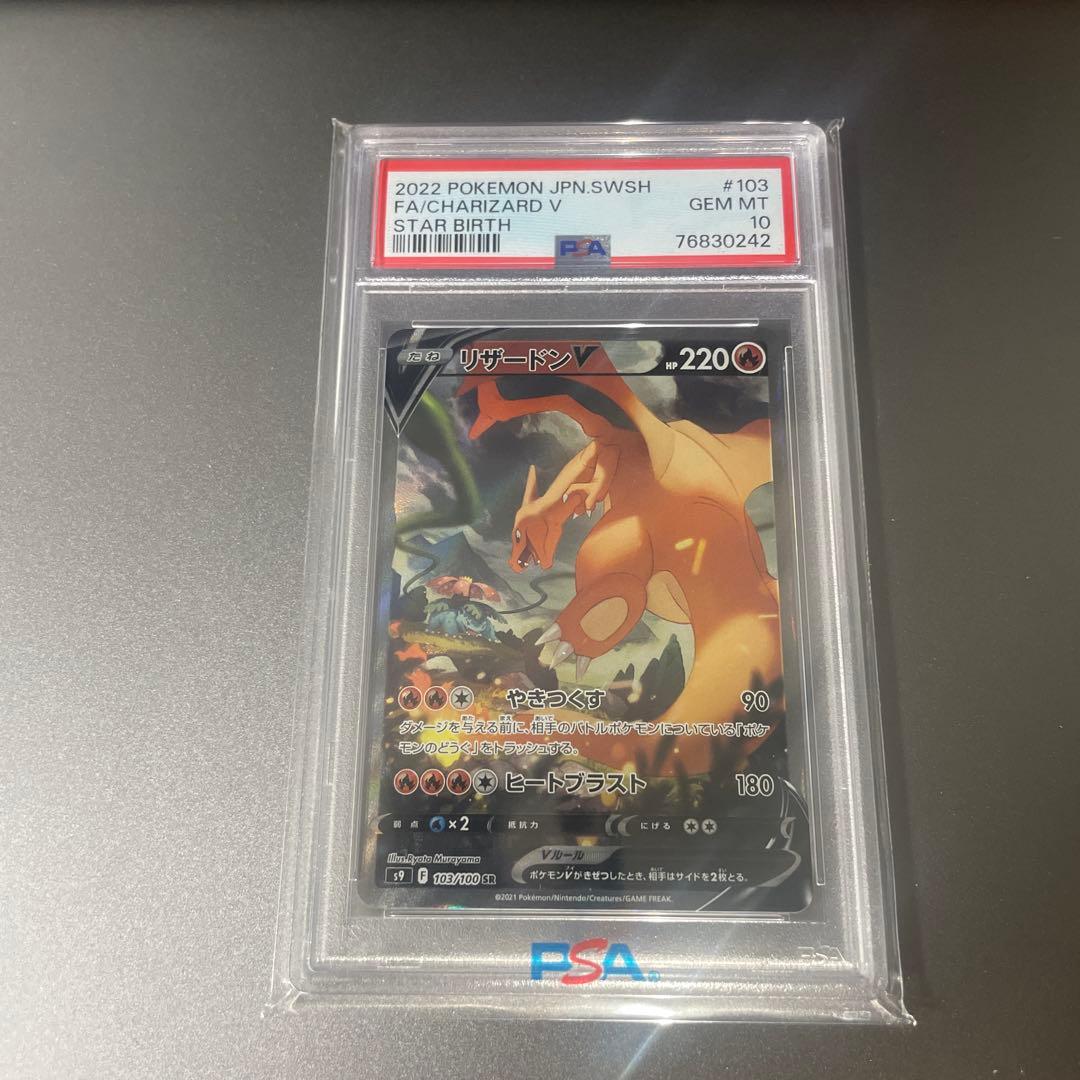 2022 POKEMON JPN.SWSH #103
FA/CHARIZARD V GEM MT
STAR BIRTH 10
76830242
PSA
たね リザードンV HP 220
やきつくす 90
ダメージを与える前に、相手のバトルポケモンについている「ポケ
モンのどうぐ」をトラッシュする。
ヒートブラスト 180
弱点 ×2 抵抗力 にげる
Illus. Ryota Murayama
Vルール
s9 F 103/100 SR
ポケモンVがきぜつしたとき、相手はサイドを2枚とる。
©2021 Pokémon/Nintendo/Creatures/GAME FREAK.
PSA
PSA